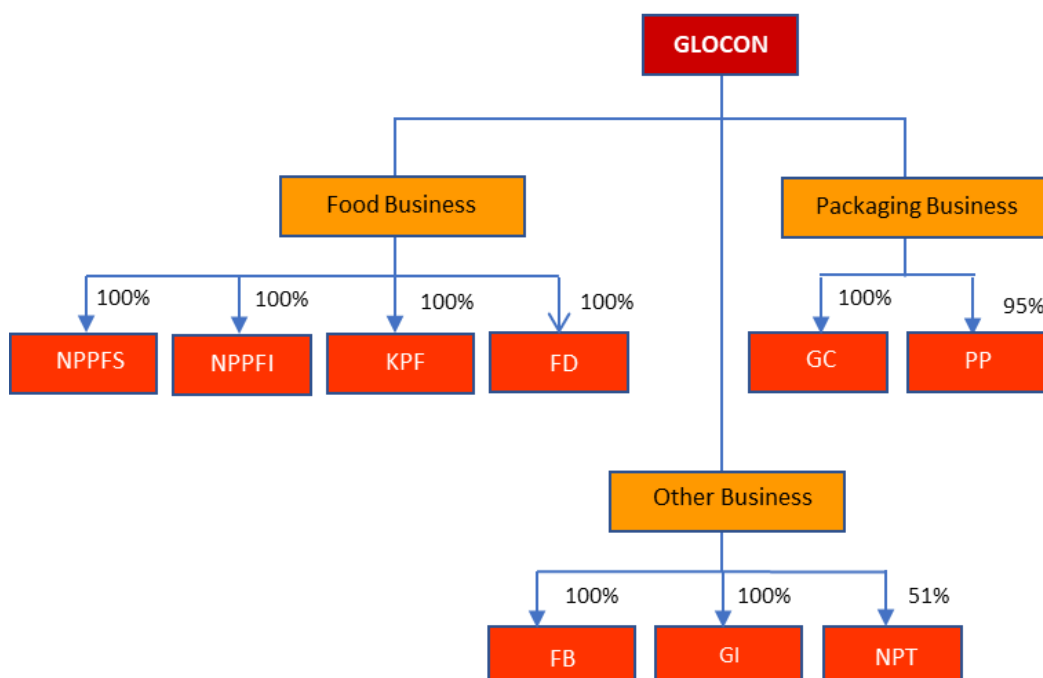 GLOCON
Food Business
Packaging Business
100%
100%
100%
100%
100%
95%
NPPFS
NPPFI
KPF
FD
GC
PP
Other Business
100%
100%
51%
FB
GI
NPT